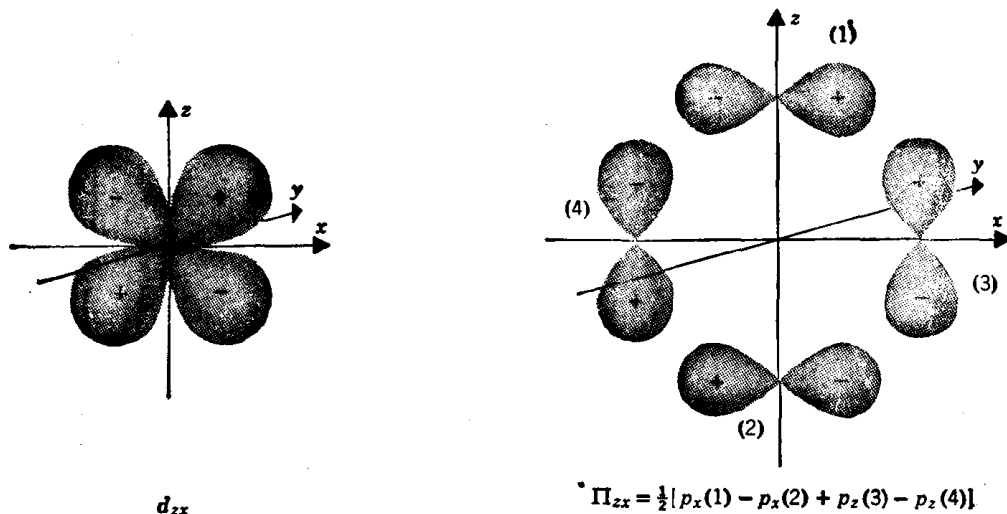 z
y
x
-
+
+
-
d_zx
z
(1)
-
+
-
+
y
(4)
x
+
-
(3)
+
-
(2)
Π_zx = ½[p_x(1) − p_x(2) + p_z(3) − p_z(4)]